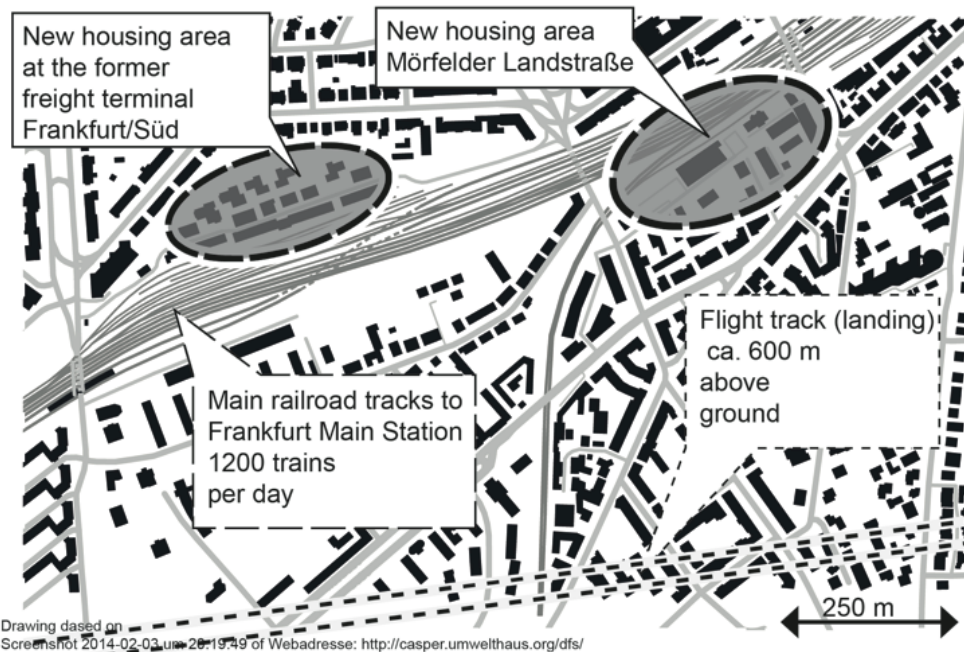 New housing area
at the former
freight terminal
Frankfurt/Süd
New housing area
Mörfelder Landstraße
Flight track (landing)
ca. 600 m
above
ground
Main railroad tracks to
Frankfurt Main Station
1200 trains
per day
250 m
Drawing dased on
Screenshot 2014-02-03 um 20.19.49 of Webadresse: http://casper.umwelthaus.org/dfs/